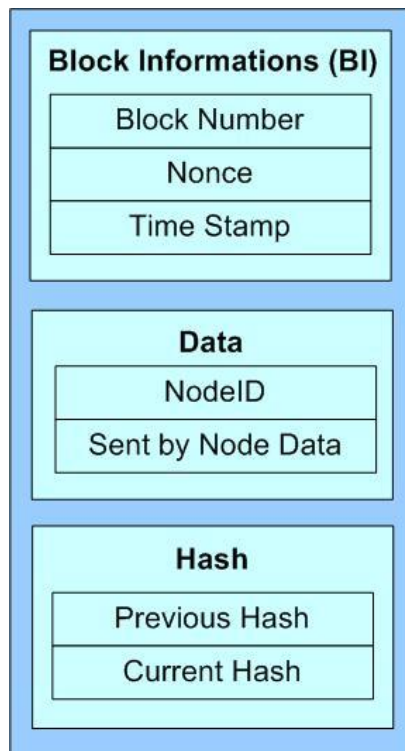 Block Informations (BI)
Block Number
Nonce
Time Stamp
Data
NodeID
Sent by Node Data
Hash
Previous Hash
Current Hash